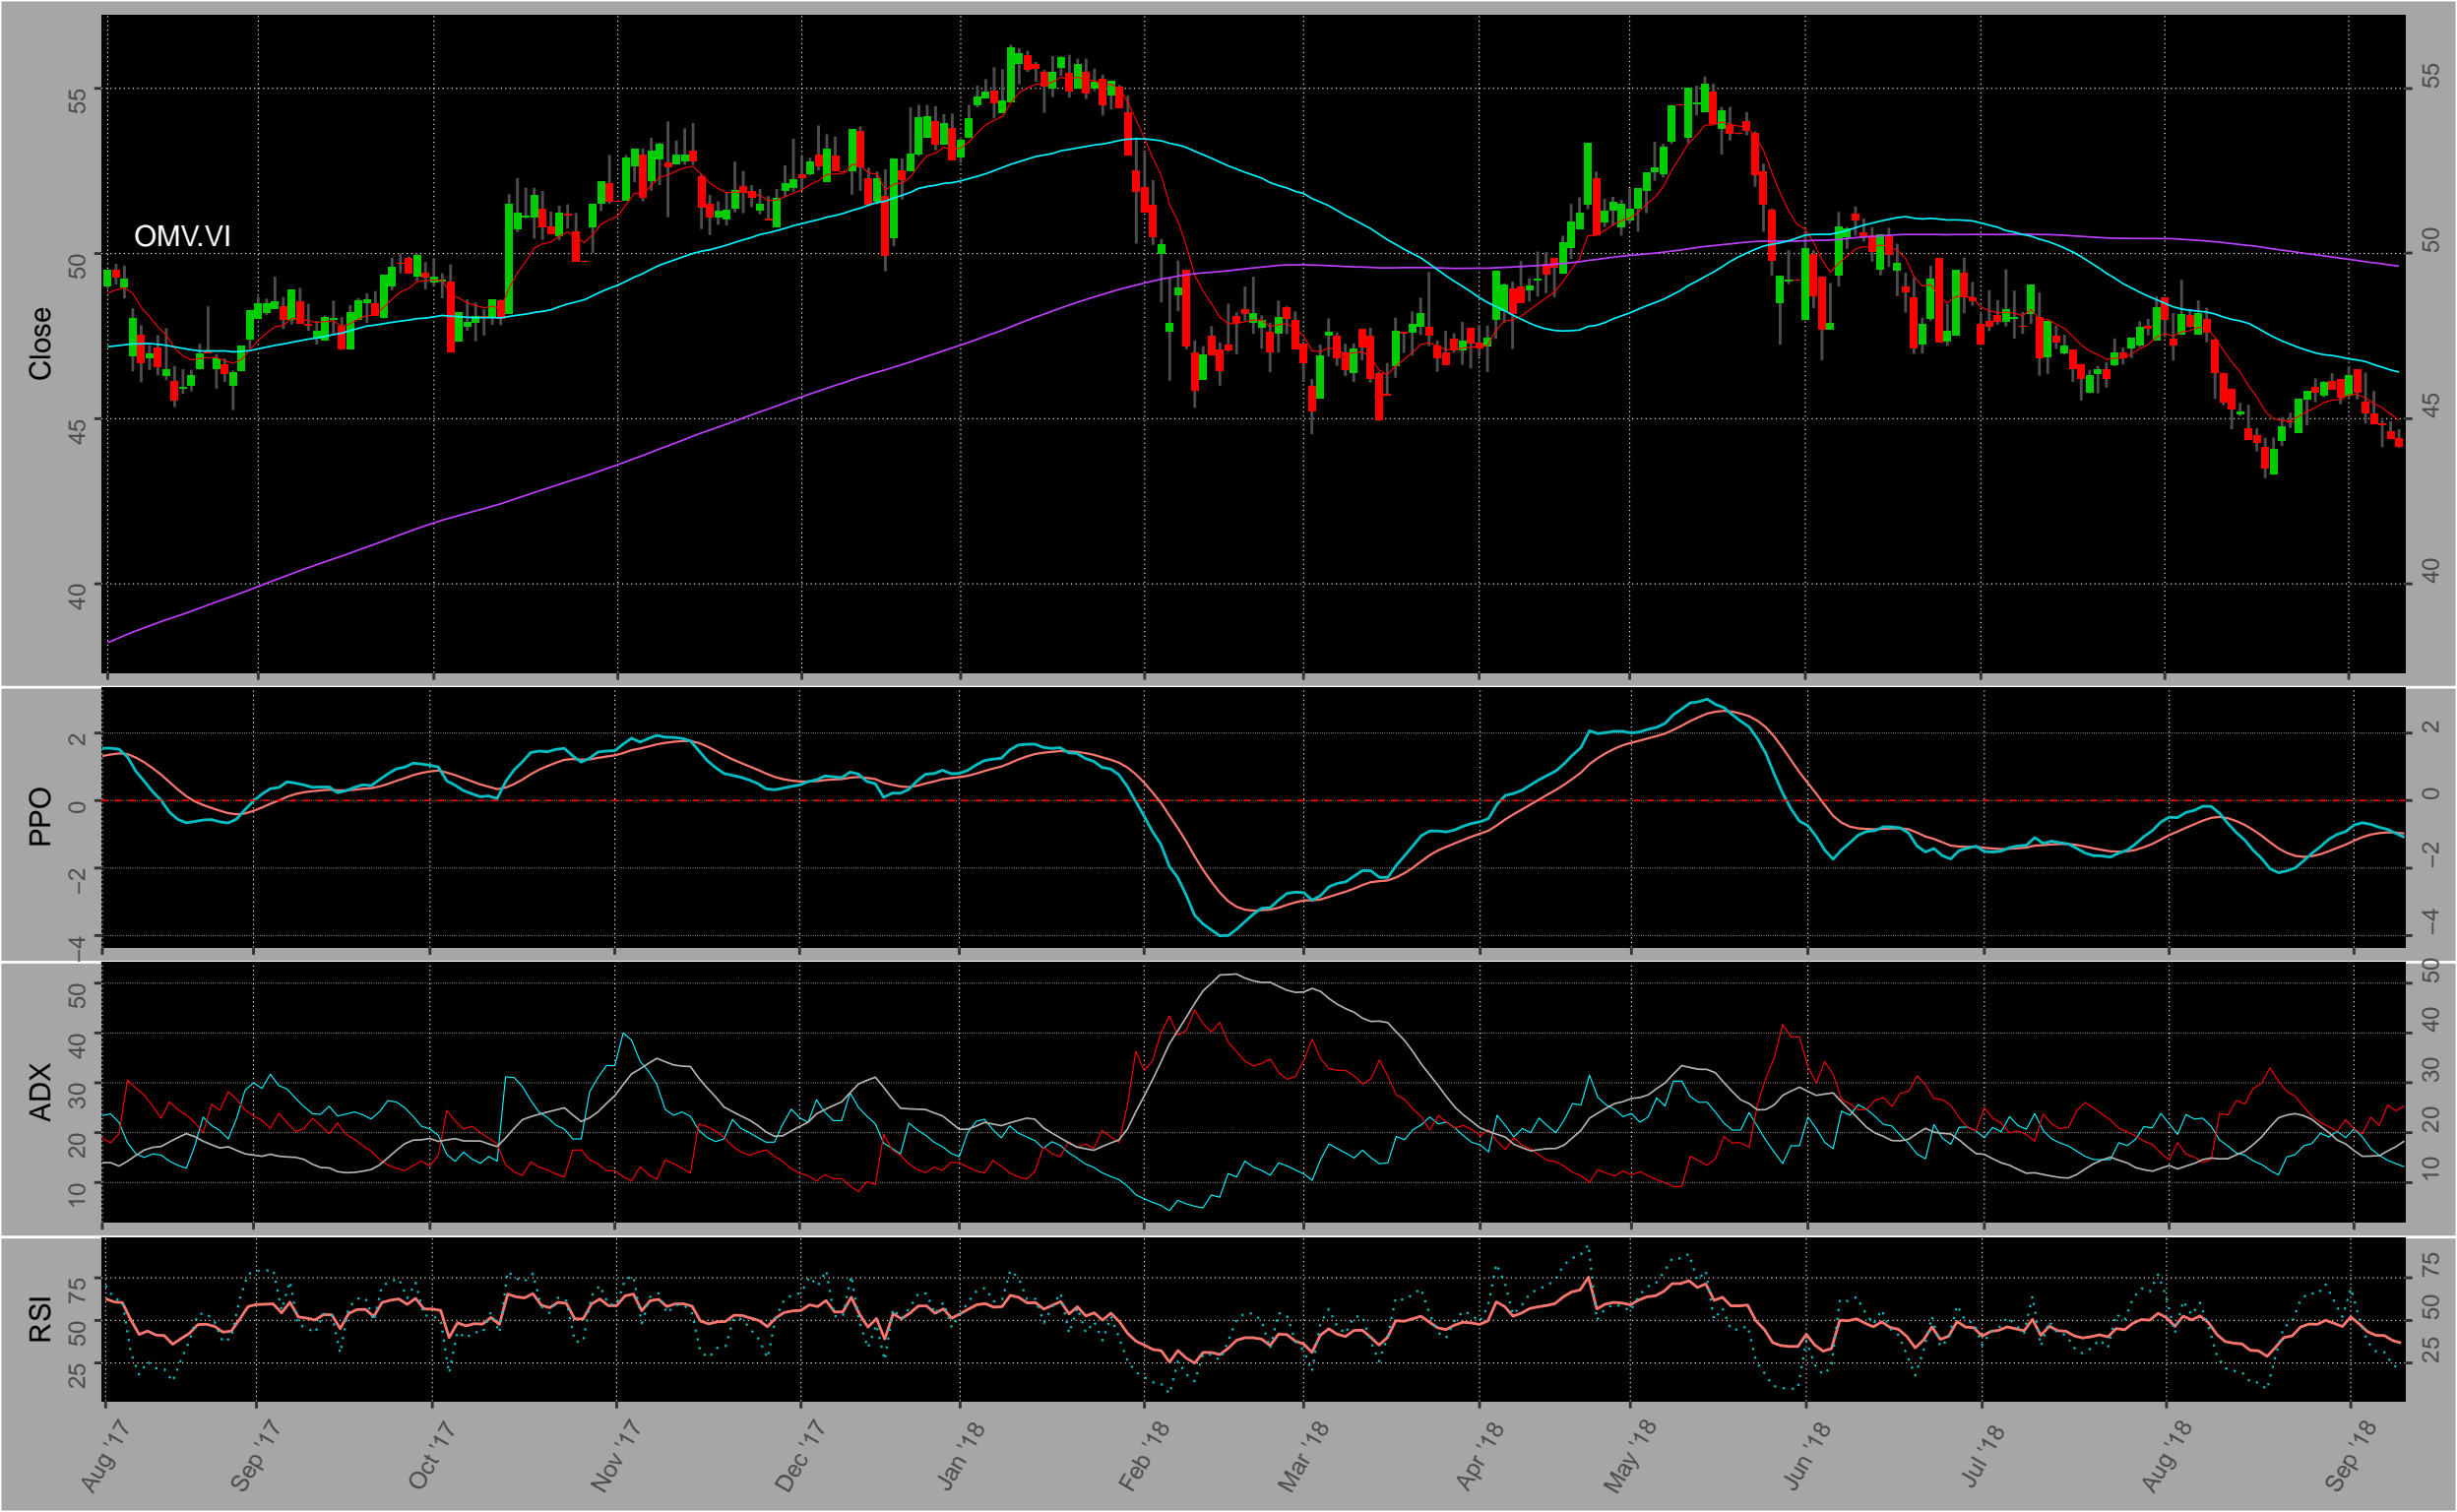 OMV.VI
Close
55
50
45
40
55
50
45
40
PPO
2
0
−2
−4
2
0
−2
−4
ADX
50
40
30
20
10
50
40
30
20
10
RSI
75
50
25
75
50
25
Aug '17
Sep '17
Oct '17
Nov '17
Dec '17
Jan '18
Feb '18
Mar '18
Apr '18
May '18
Jun '18
Jul '18
Aug '18
Sep '18